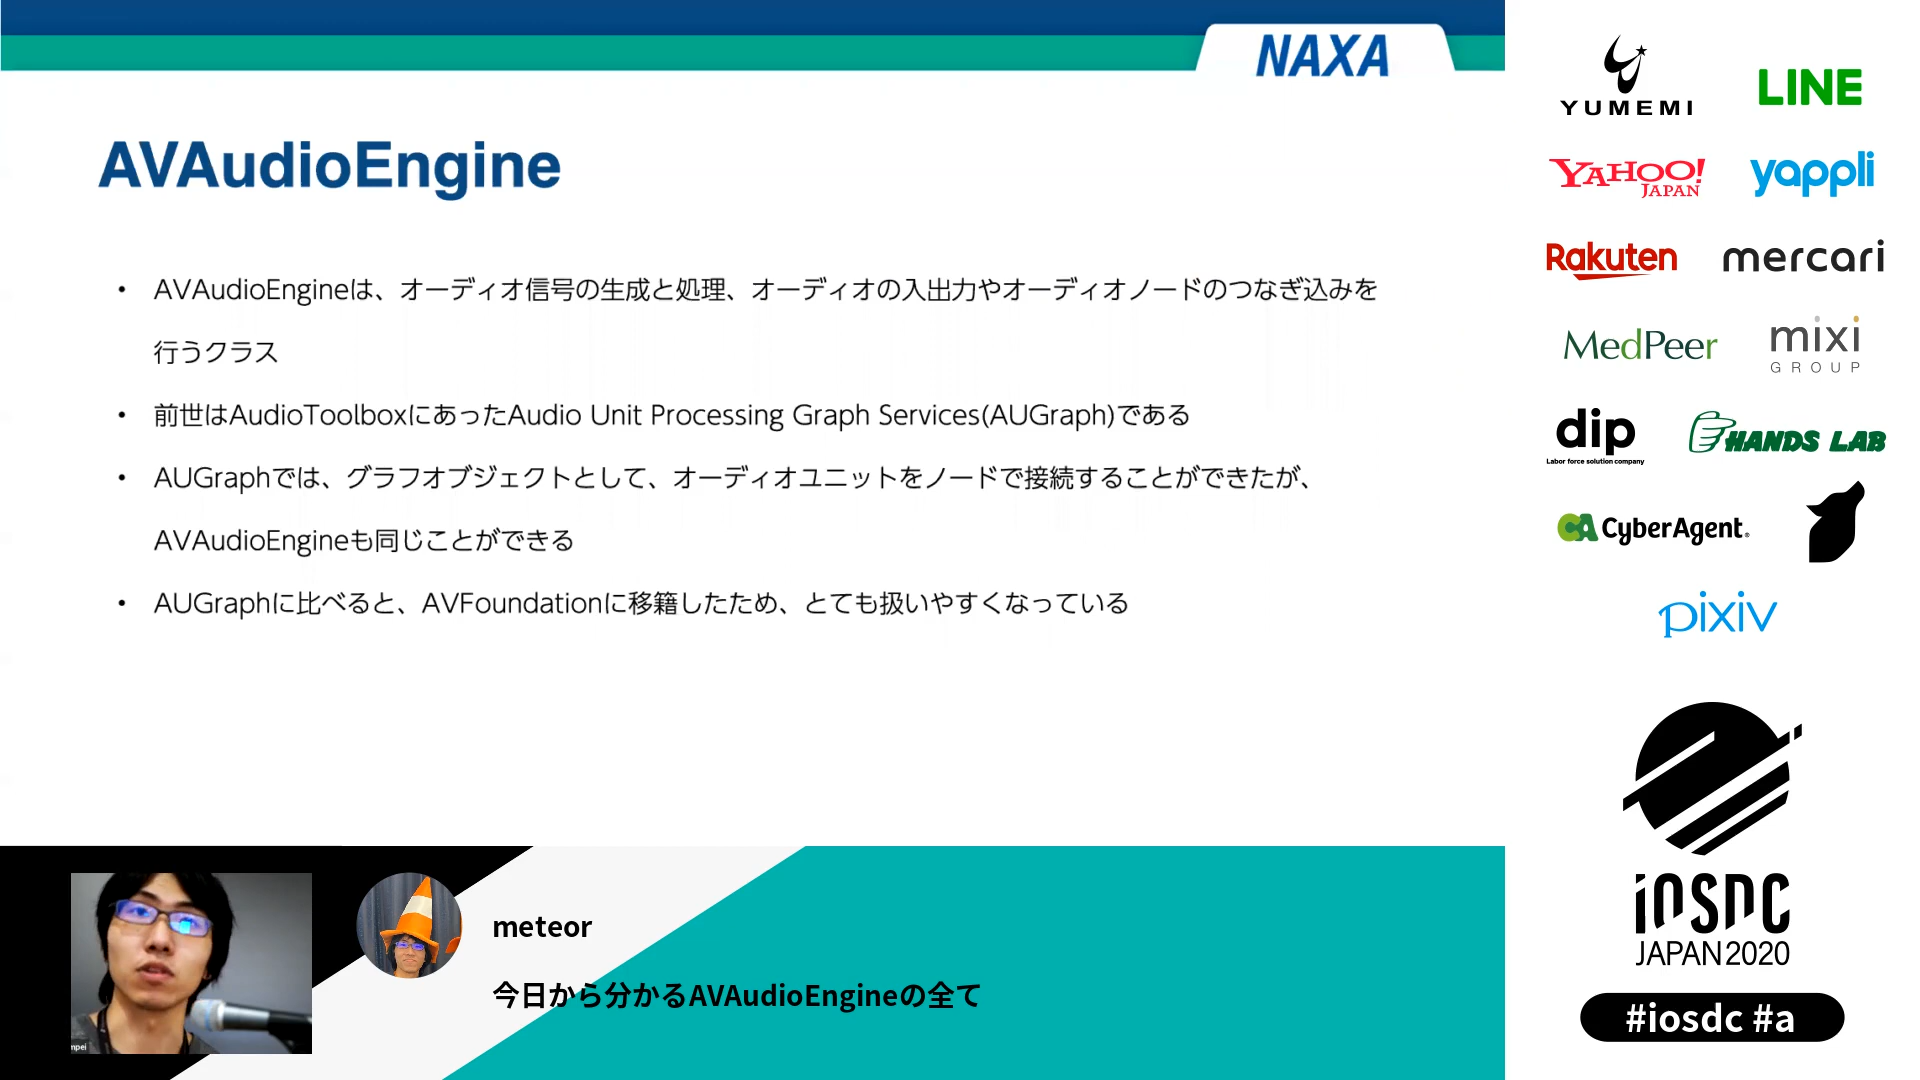 NAXA
AVAudioEngine
• AVAudioEngineは、オーディオ信号の生成と処理、オーディオの入出力やオーディオノードのつなぎ込みを
行うクラス
• 前世はAudioToolboxにあったAudio Unit Processing Graph Services(AUGraph)である
• AUGraphでは、グラフオブジェクトとして、オーディオユニットをノードで接続することができたが、
AVAudioEngineも同じことができる
• AUGraphに比べると、AVFoundationに移籍したため、とても扱いやすくなっている
mpei
meteor
今日から分かるAVAudioEngineの全て
YUMEMI
LINE
YAHOO!
JAPAN
yappli
Rakuten
mercari
MedPeer
mixi
GROUP
dip
Labor force solution company
HANDS LAB
CA CyberAgent.
pixiv
iOSDC
JAPAN2020
#iosdc #a